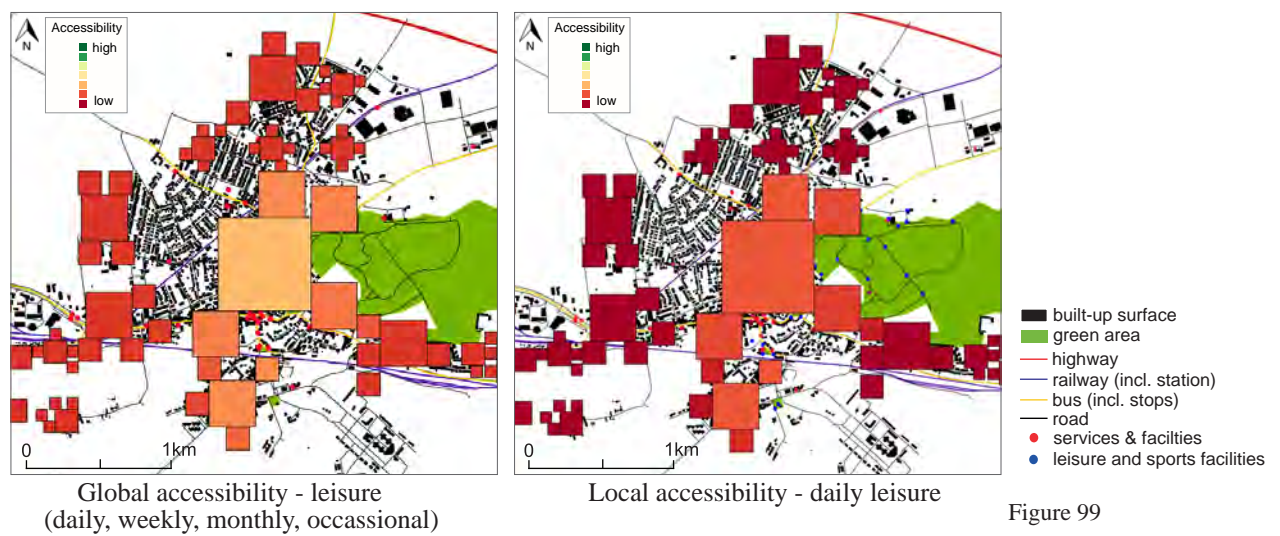 Accessibility
high
low
N
0
1km
Global accessibility - leisure
(daily, weekly, monthly, occassional)
Accessibility
high
low
N
0
1km
Local accessibility - daily leisure
built-up surface
green area
highway
railway (incl. station)
bus (incl. stops)
road
services & facilties
leisure and sports facilities
Figure 99